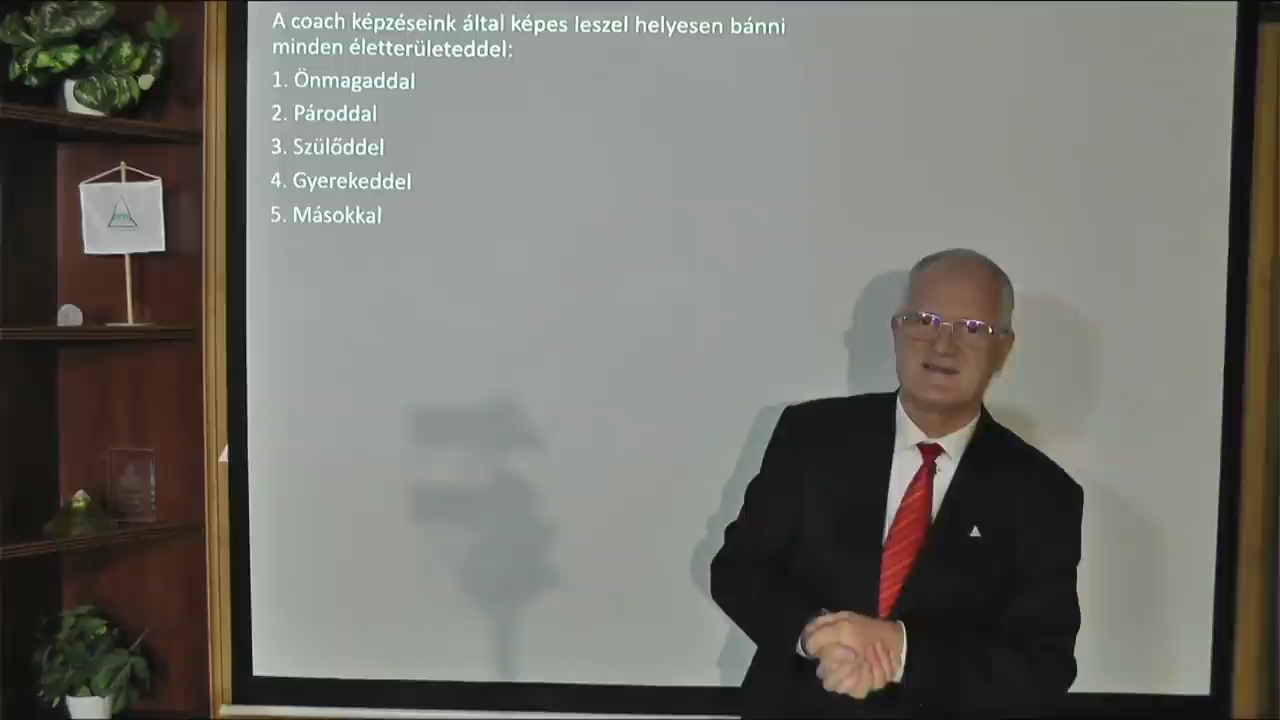 A coach képzéseink által képes leszel helyesen bánni
minden életterületeddel:
1. Önmagaddal
2. Pároddal
3. Szülőddel
4. Gyerekeddel
5. Másokkal